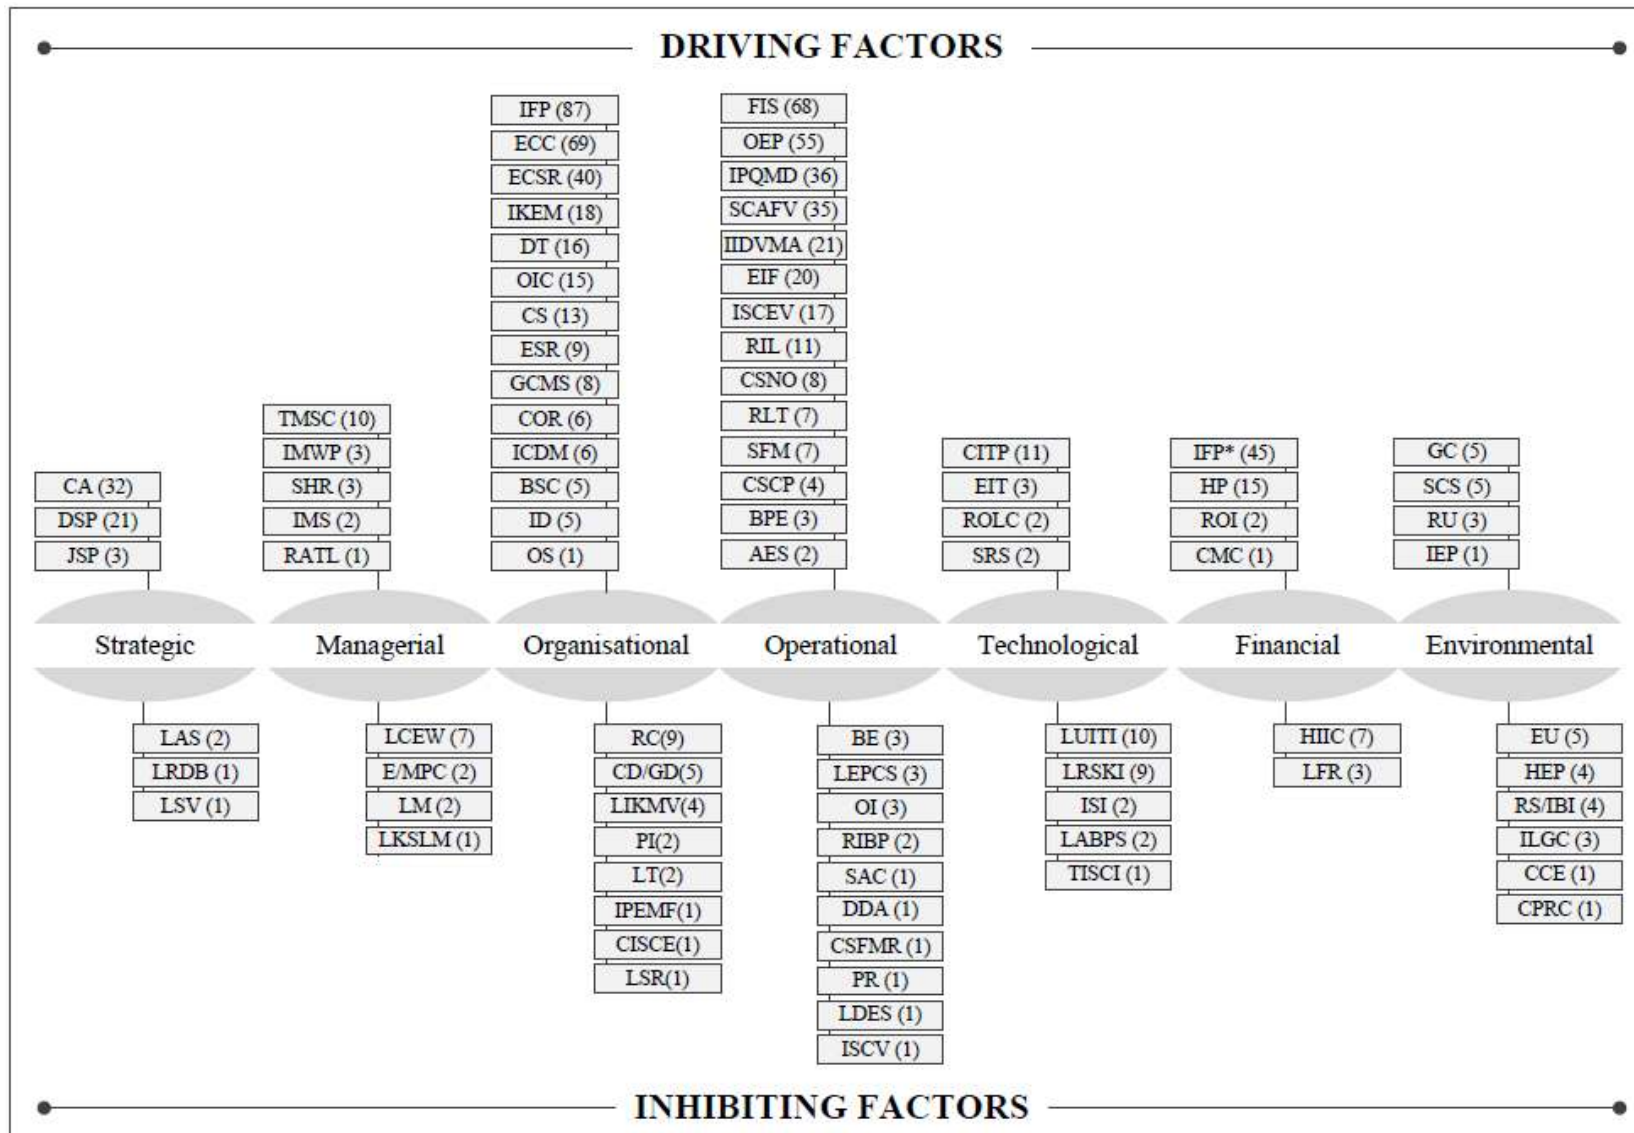 DRIVING FACTORS
CA (32)
DSP (21)
JSP (3)
TMSC (10)
IMWP (3)
SHR (3)
IMS (2)
RATL (1)
IFP (87)
ECC (69)
ECSR (40)
IKEM (18)
DT (16)
OIC (15)
CS (13)
ESR (9)
GCMS (8)
COR (6)
ICDM (6)
BSC (5)
ID (5)
OS (1)
FIS (68)
OEP (55)
IPQMD (36)
SCAFV (35)
IIDVMA (21)
EIF (20)
ISCEV (17)
RIL (11)
CSNO (8)
RLT (7)
SFM (7)
CSCP (4)
BPE (3)
AES (2)
CITP (11)
EIT (3)
ROLC (2)
SRS (2)
IFP* (45)
HP (15)
ROI (2)
CMC (1)
GC (5)
SCS (5)
RU (3)
IEP (1)
Strategic
Managerial
Organisational
Operational
Technological
Financial
Environmental
LAS (2)
LRDB (1)
LSV (1)
LCEW (7)
E/MPC (2)
LM (2)
LKSLM (1)
RC(9)
CD/GD(5)
LIKMV(4)
PI(2)
LT(2)
IPEMF(1)
CISCE(1)
LSR(1)
BE (3)
LEPCS (3)
OI (3)
RIBP (2)
SAC (1)
DDA (1)
CSFMR (1)
PR (1)
LDES (1)
ISCV (1)
LUITI (10)
LRSKI (9)
ISI (2)
LABPS (2)
TISCI (1)
HIIC (7)
LFR (3)
EU (5)
HEP (4)
RS/IBI (4)
ILGC (3)
CCE (1)
CPRC (1)
INHIBITING FACTORS